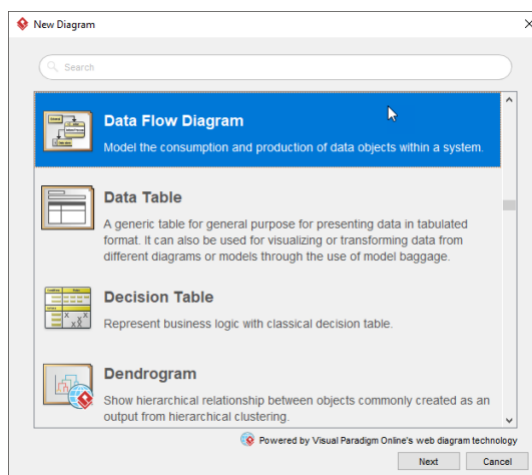 New Diagram
Search
Data Flow Diagram
Model the consumption and production of data objects within a system.
Data Table
A generic table for general purpose for presenting data in tabulated
format. It can also be used for visualizing or transforming data from
different diagrams or models through the use of model baggage.
Decision Table
Represent business logic with classical decision table.
Dendrogram
Show hierarchical relationship between objects commonly created as an
output from hierarchical clustering.
Powered by Visual Paradigm Online's web diagram technology
Next Cancel